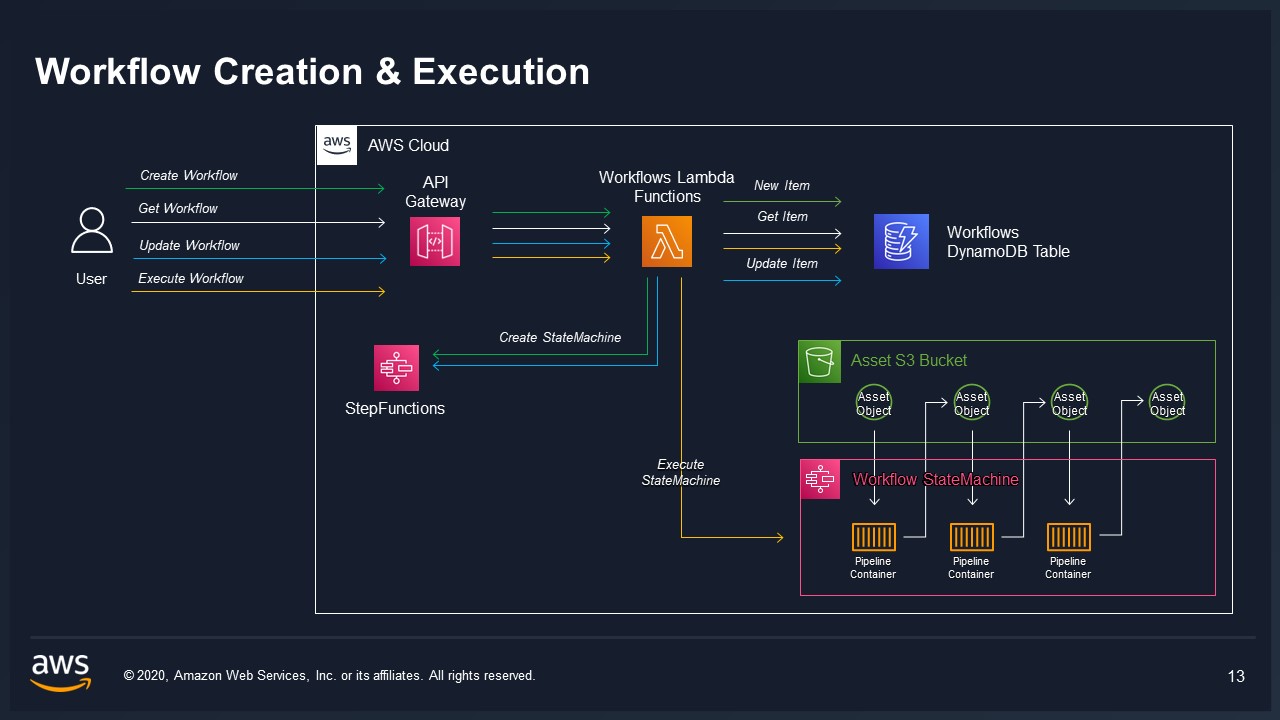 Workflow Creation & Execution
aws
AWS Cloud
Create Workflow
Get Workflow
Update Workflow
Execute Workflow
User
API
Gateway
Workflows Lambda
Functions
New Item
Get Item
Update Item
Workflows
DynamoDB Table
Create StateMachine
StepFunctions
Execute
StateMachine
Asset S3 Bucket
Asset
Object
Asset
Object
Asset
Object
Asset
Object
Workflow StateMachine
Pipeline
Container
Pipeline
Container
Pipeline
Container
aws
© 2020, Amazon Web Services, Inc. or its affiliates. All rights reserved.
13